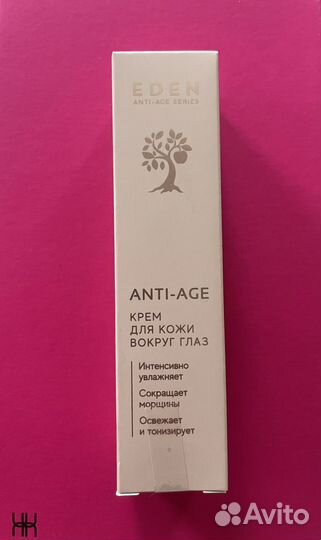 EDEN
ANTI-AGE SERIES
ANTI-AGE
КРЕМ
ДЛЯ КОЖИ
ВОКРУГ ГЛАЗ
Интенсивно
увлажняет
Сокращает
морщины
Освежает
и тонизирует
Avito